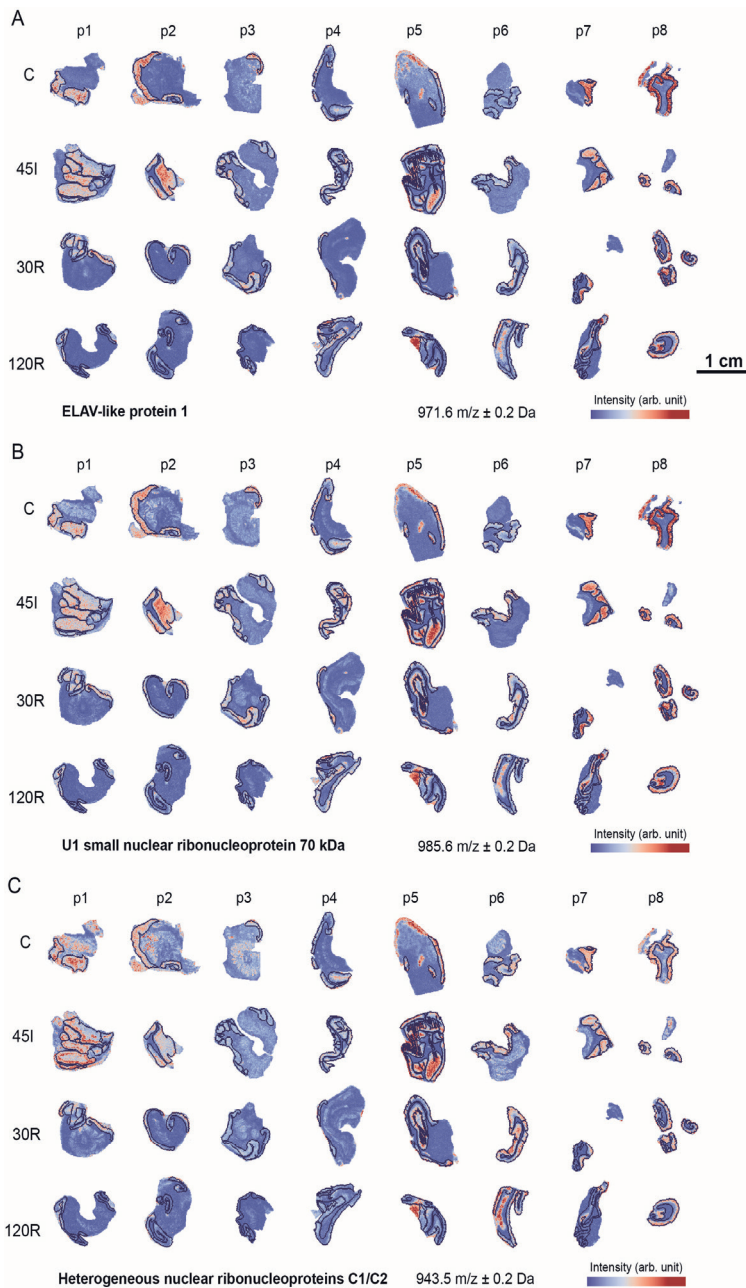 A
p1 p2 p3 p4 p5 p6 p7 p8
C
45I
30R
120R
1 cm
ELAV-like protein 1 971.6 m/z ± 0.2 Da Intensity (arb. unit)
B
p1 p2 p3 p4 p5 p6 p7 p8
C
45I
30R
120R
U1 small nuclear ribonucleoprotein 70 kDa 985.6 m/z ± 0.2 Da Intensity (arb. unit)
C
p1 p2 p3 p4 p5 p6 p7 p8
C
45I
30R
120R
Heterogeneous nuclear ribonucleoproteins C1/C2 943.5 m/z ± 0.2 Da Intensity (arb. unit)